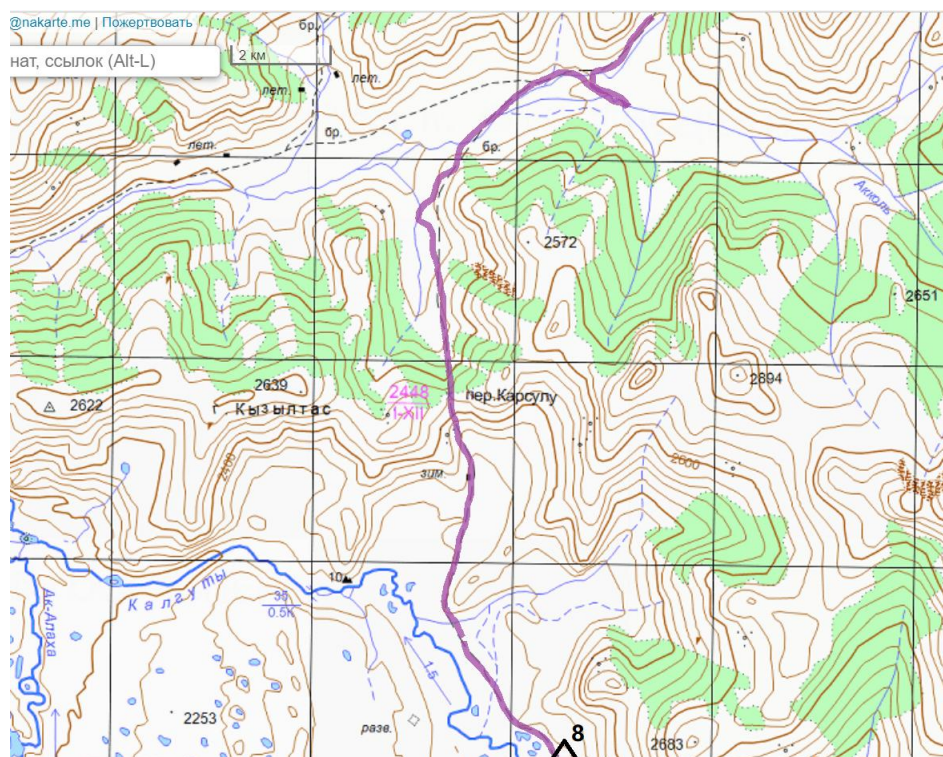 @nakarte.me | Пожертвовать
бр.
нат, ссылок (Alt-L)
2 км
лет.
лет.
бр.
лет.
бр.
Акколь
2572
2651
2894
2639
2448
I-XII
пер.Карсулу
2622
г. Кызылтас
2400
2600
зим.
10
Калгуты
35
0.5К
Ак-Алаха
1.5
2253
разв.
8
2683